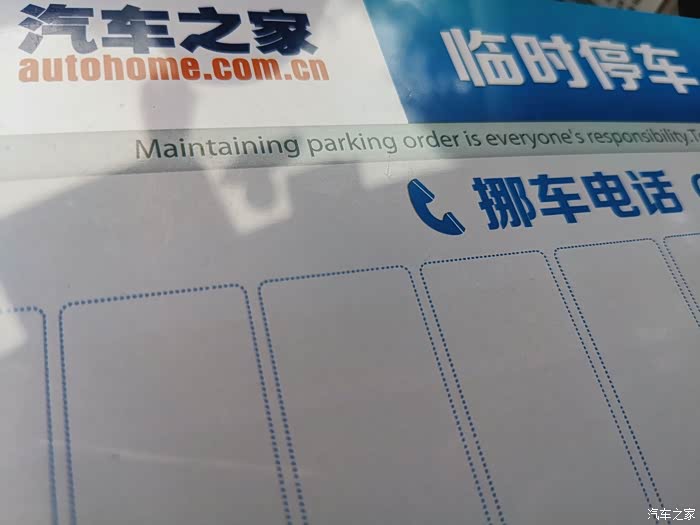 汽车之家
autohome.com.cn
临时停车
Maintaining parking order is everyone's responsibility.
挪车电话
汽车之家